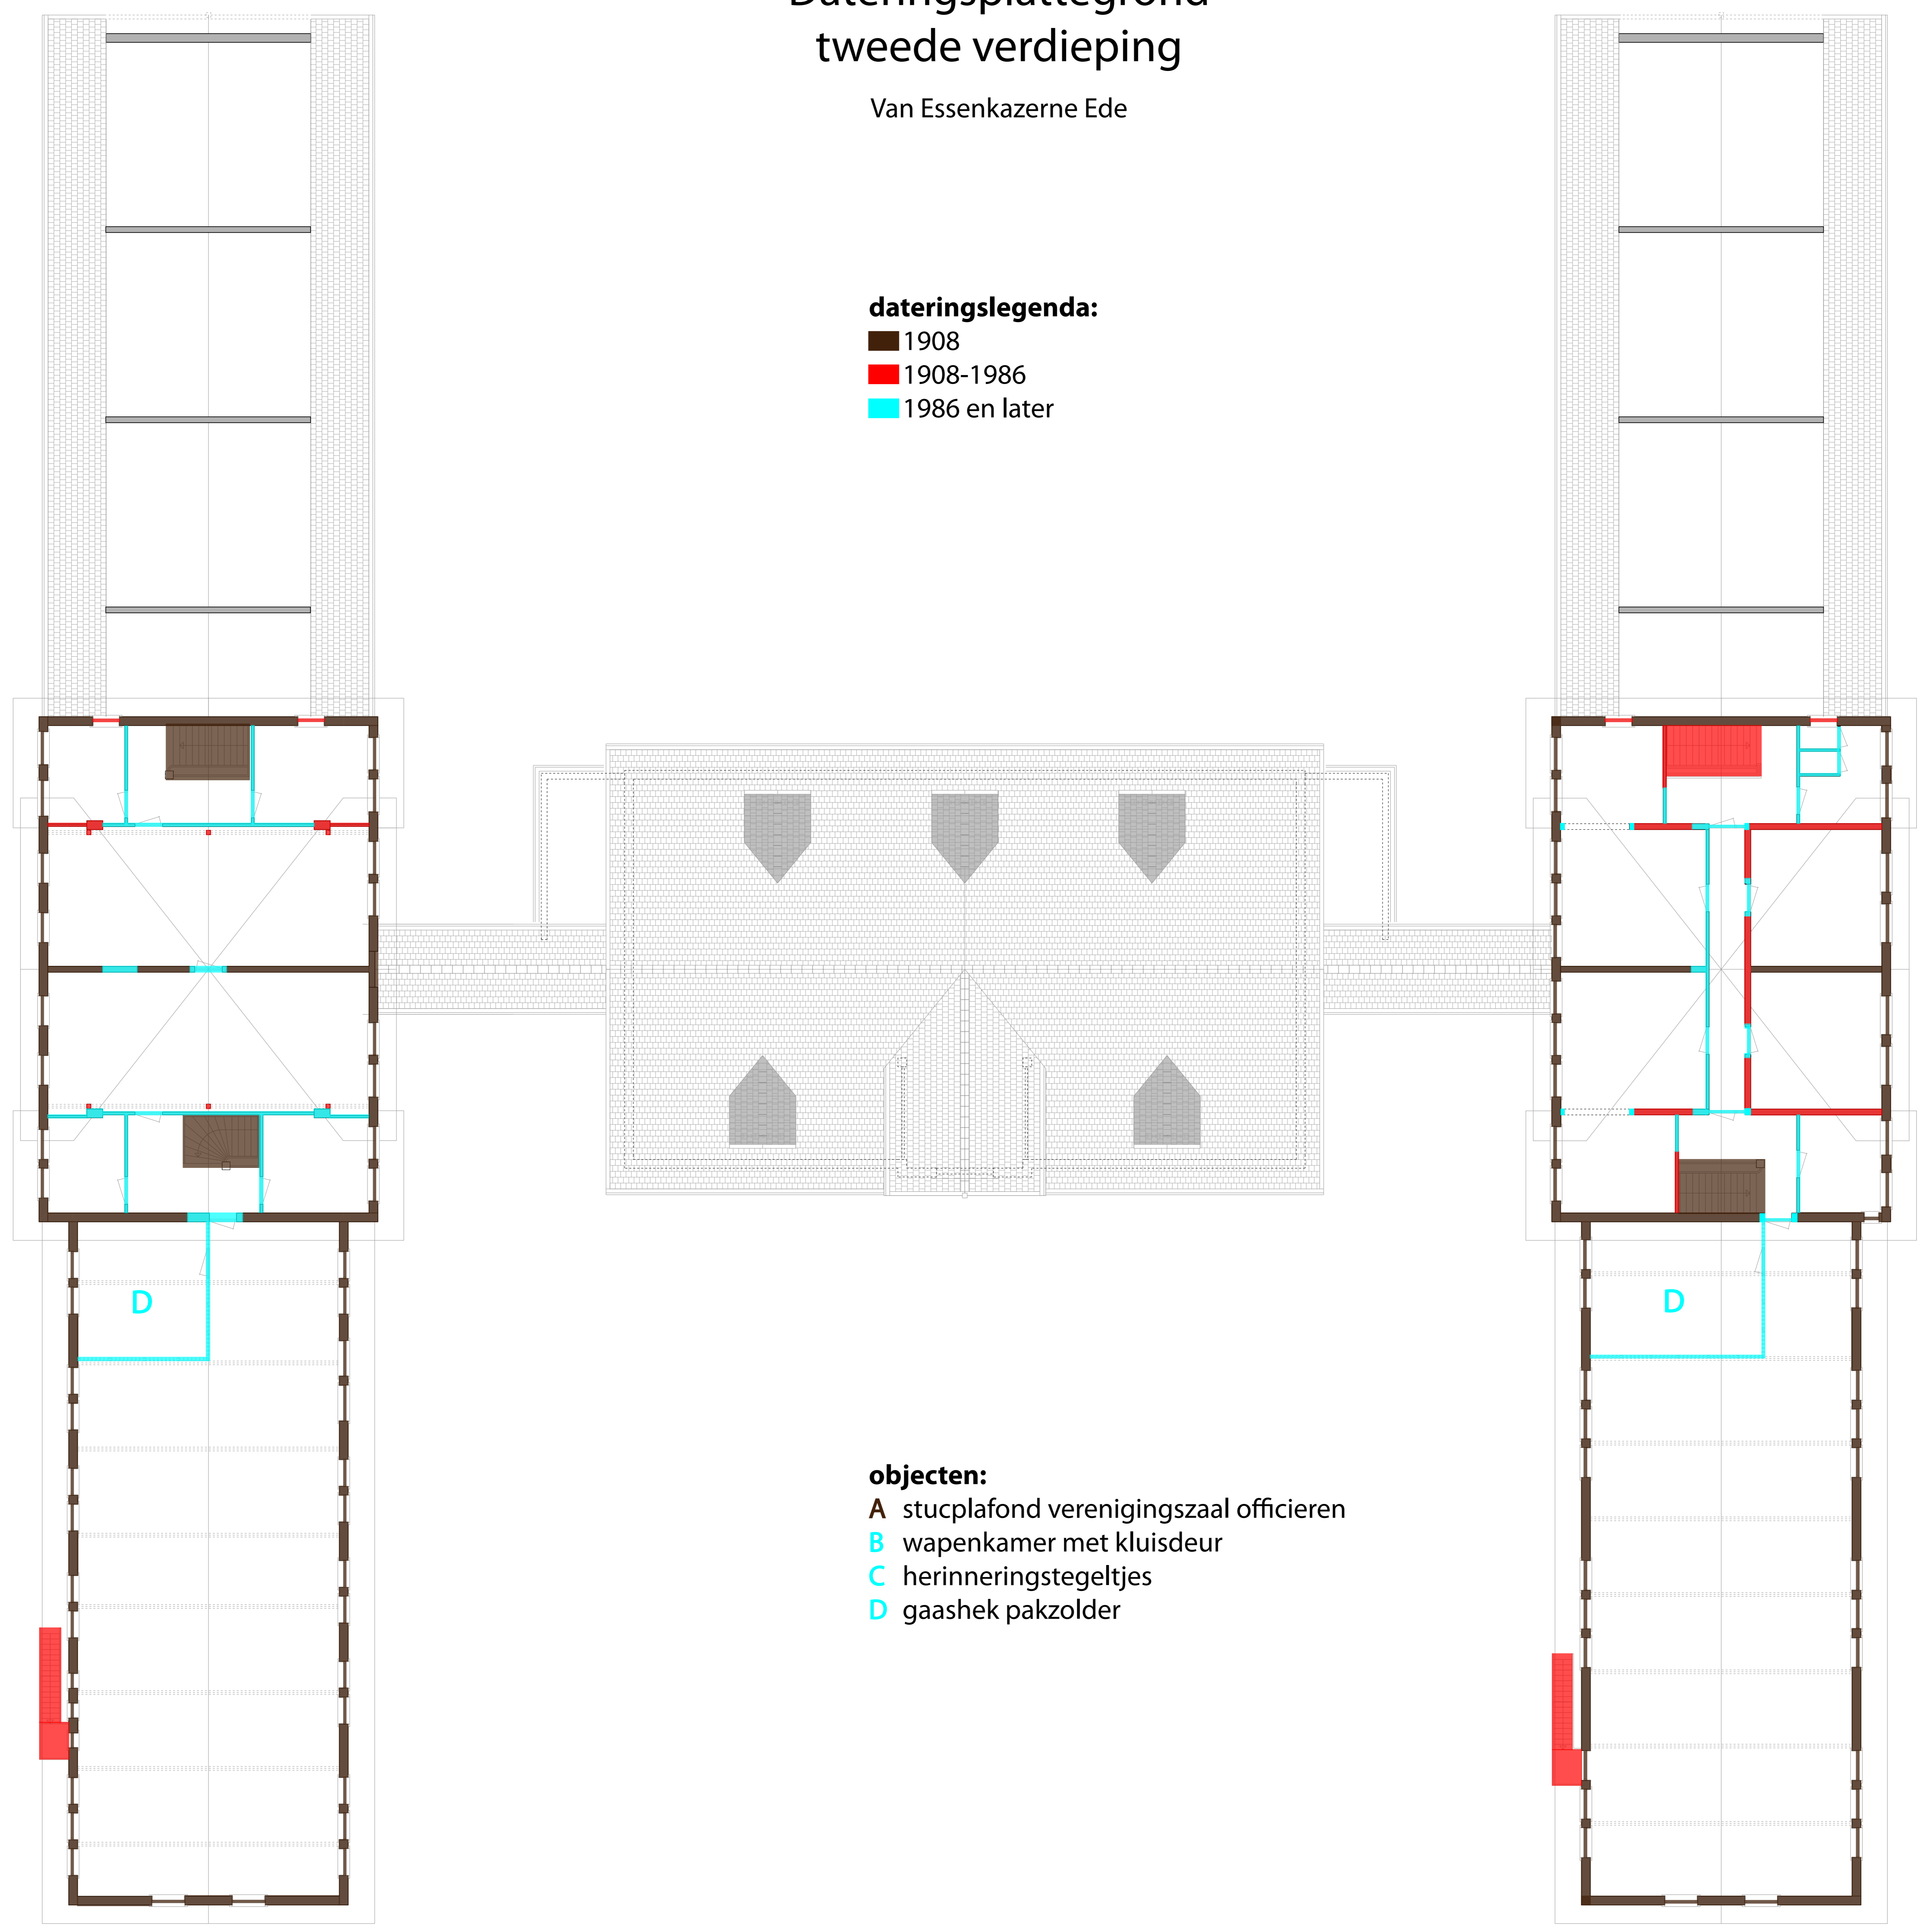 Dateringsplattegrond
tweede verdieping
Van Essenkazerne Ede
dateringslegenda:
1908
1908-1986
1986 en later
D
D
objecten:
A stucplafond verenigingszaal officieren
B wapenkamer met kluisdeur
C herinneringstegeltjes
D gaashek pakzolder